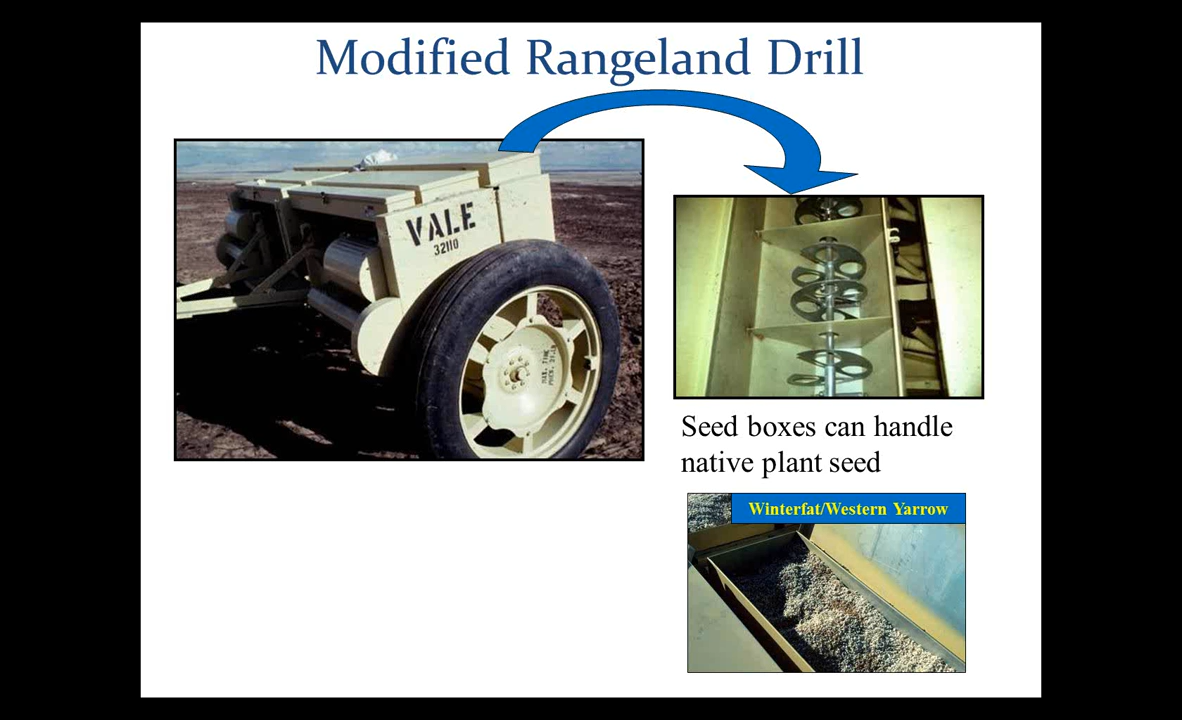 Modified Rangeland Drill
VALE
32110
Seed boxes can handle
native plant seed
Winterfat/Western Yarrow